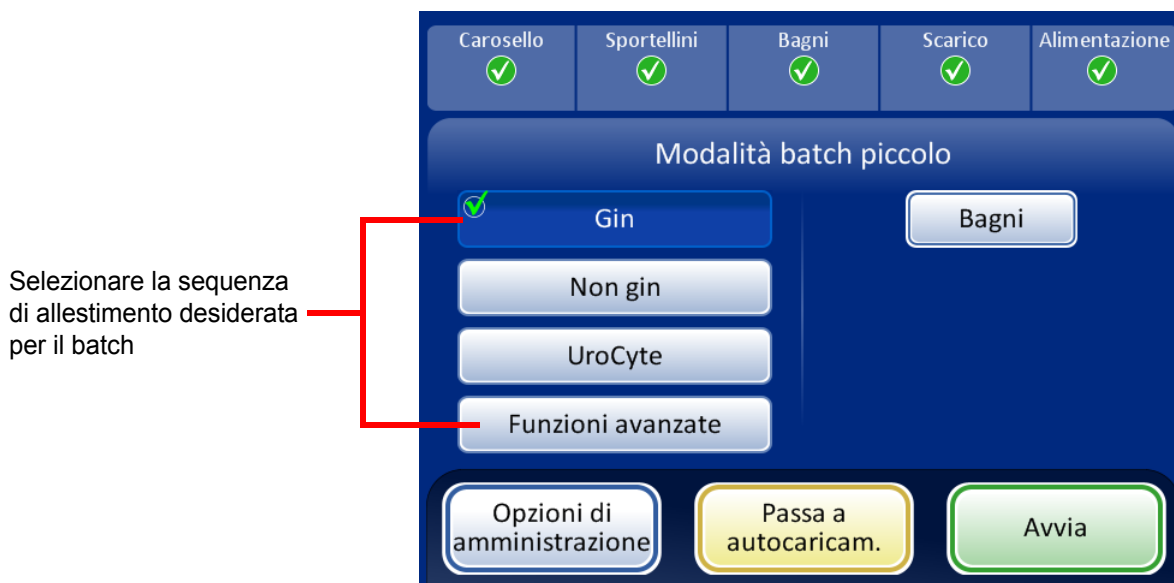 Carosello
Sportellini
Bagni
Scarico
Alimentazione
Modalità batch piccolo
Gin
Bagni
Selezionare la sequenza
di allestimento desiderata
per il batch
Non gin
UroCyte
Funzioni avanzate
Opzioni di
amministrazione
Passa a
autocaricam.
Avvia